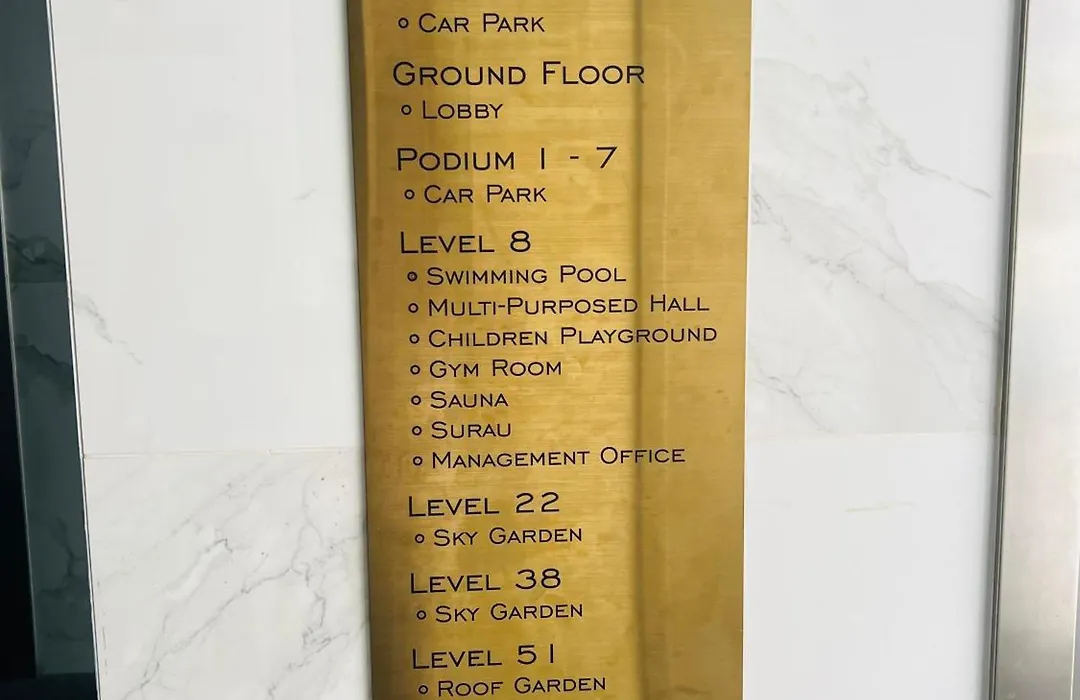 ° CAR PARK
GROUND FLOOR
° LOBBY
PODIUM 1 - 7
° CAR PARK
LEVEL 8
° SWIMMING POOL
° MULTI-PURPOSED HALL
° CHILDREN PLAYGROUND
° GYM ROOM
° SAUNA
° SURAU
° MANAGEMENT OFFICE
LEVEL 22
° SKY GARDEN
LEVEL 38
° SKY GARDEN
LEVEL 51
° ROOF GARDEN